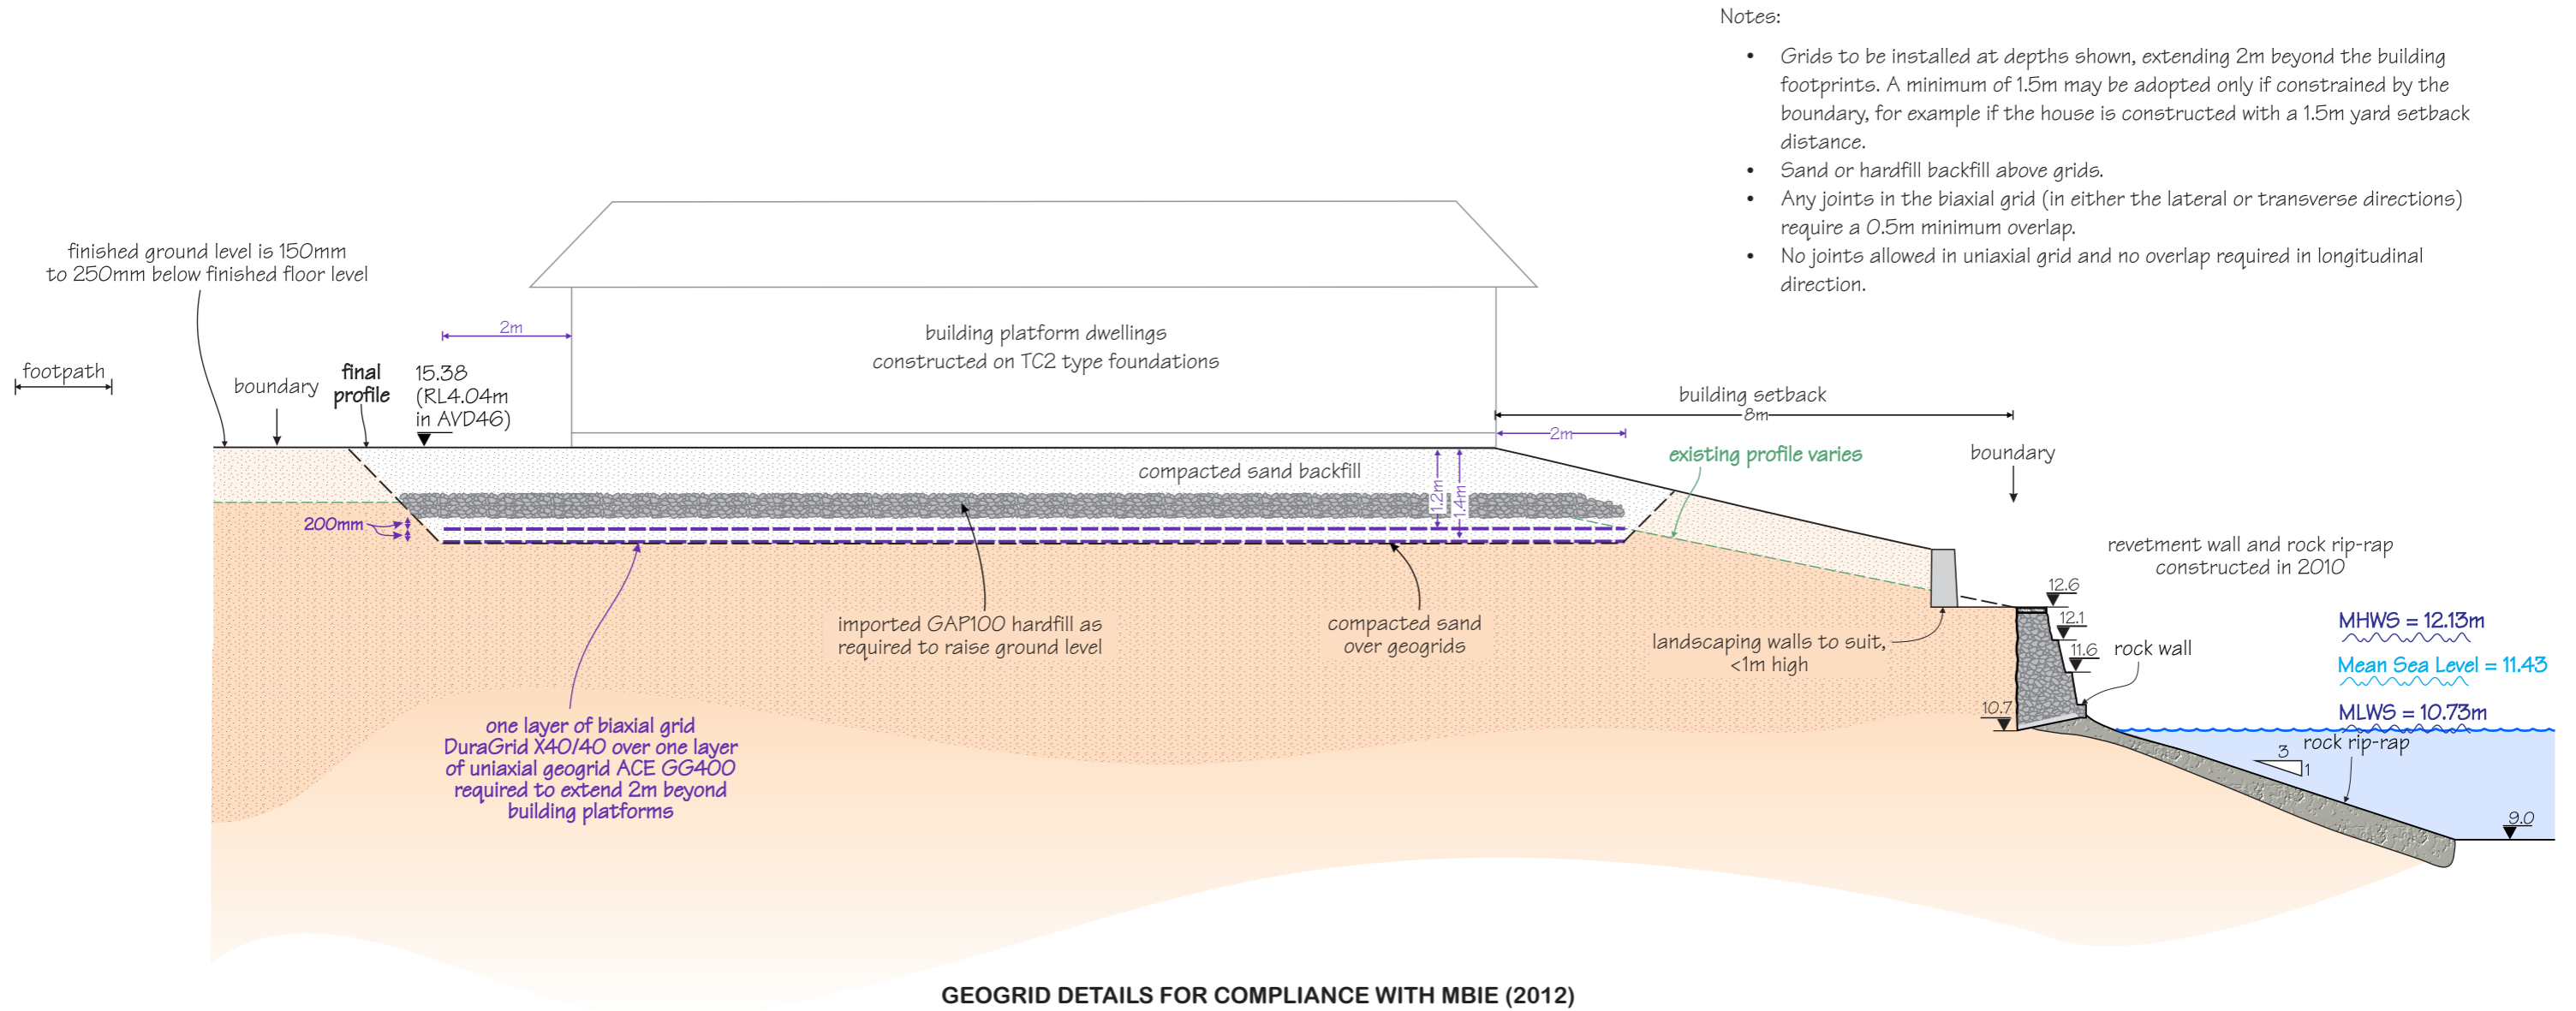 Notes:
• Grids to be installed at depths shown, extending 2m beyond the building
footprints. A minimum of 1.5m may be adopted only if constrained by the
boundary, for example if the house is constructed with a 1.5m yard setback
distance.
• Sand or hardfill backfill above grids.
• Any joints in the biaxial grid (in either the lateral or transverse directions)
require a 0.5m minimum overlap.
• No joints allowed in uniaxial grid and no overlap required in longitudinal
direction.
finished ground level is 150mm
to 250mm below finished floor level
2m
building platform dwellings
constructed on TC2 type foundations
footpath
boundary
final
profile
15.38
(RL4.04m
in AVD46)
building setback
8m
2m
existing profile varies
boundary
compacted sand backfill
1.2m
1.4m
200mm
revetment wall and rock rip-rap
constructed in 2010
12.6
12.1
11.6
rock wall
10.7
MHWS = 12.13m
Mean Sea Level = 11.43
MLWS = 10.73m
rock rip-rap
3
1
9.0
imported GAP100 hardfill as
required to raise ground level
compacted sand
over geogrids
landscaping walls to suit,
<1m high
one layer of biaxial grid
DuraGrid X40/40 over one layer
of uniaxial geogrid ACE GG400
required to extend 2m beyond
building platforms
GEOGRID DETAILS FOR COMPLIANCE WITH MBIE (2012)